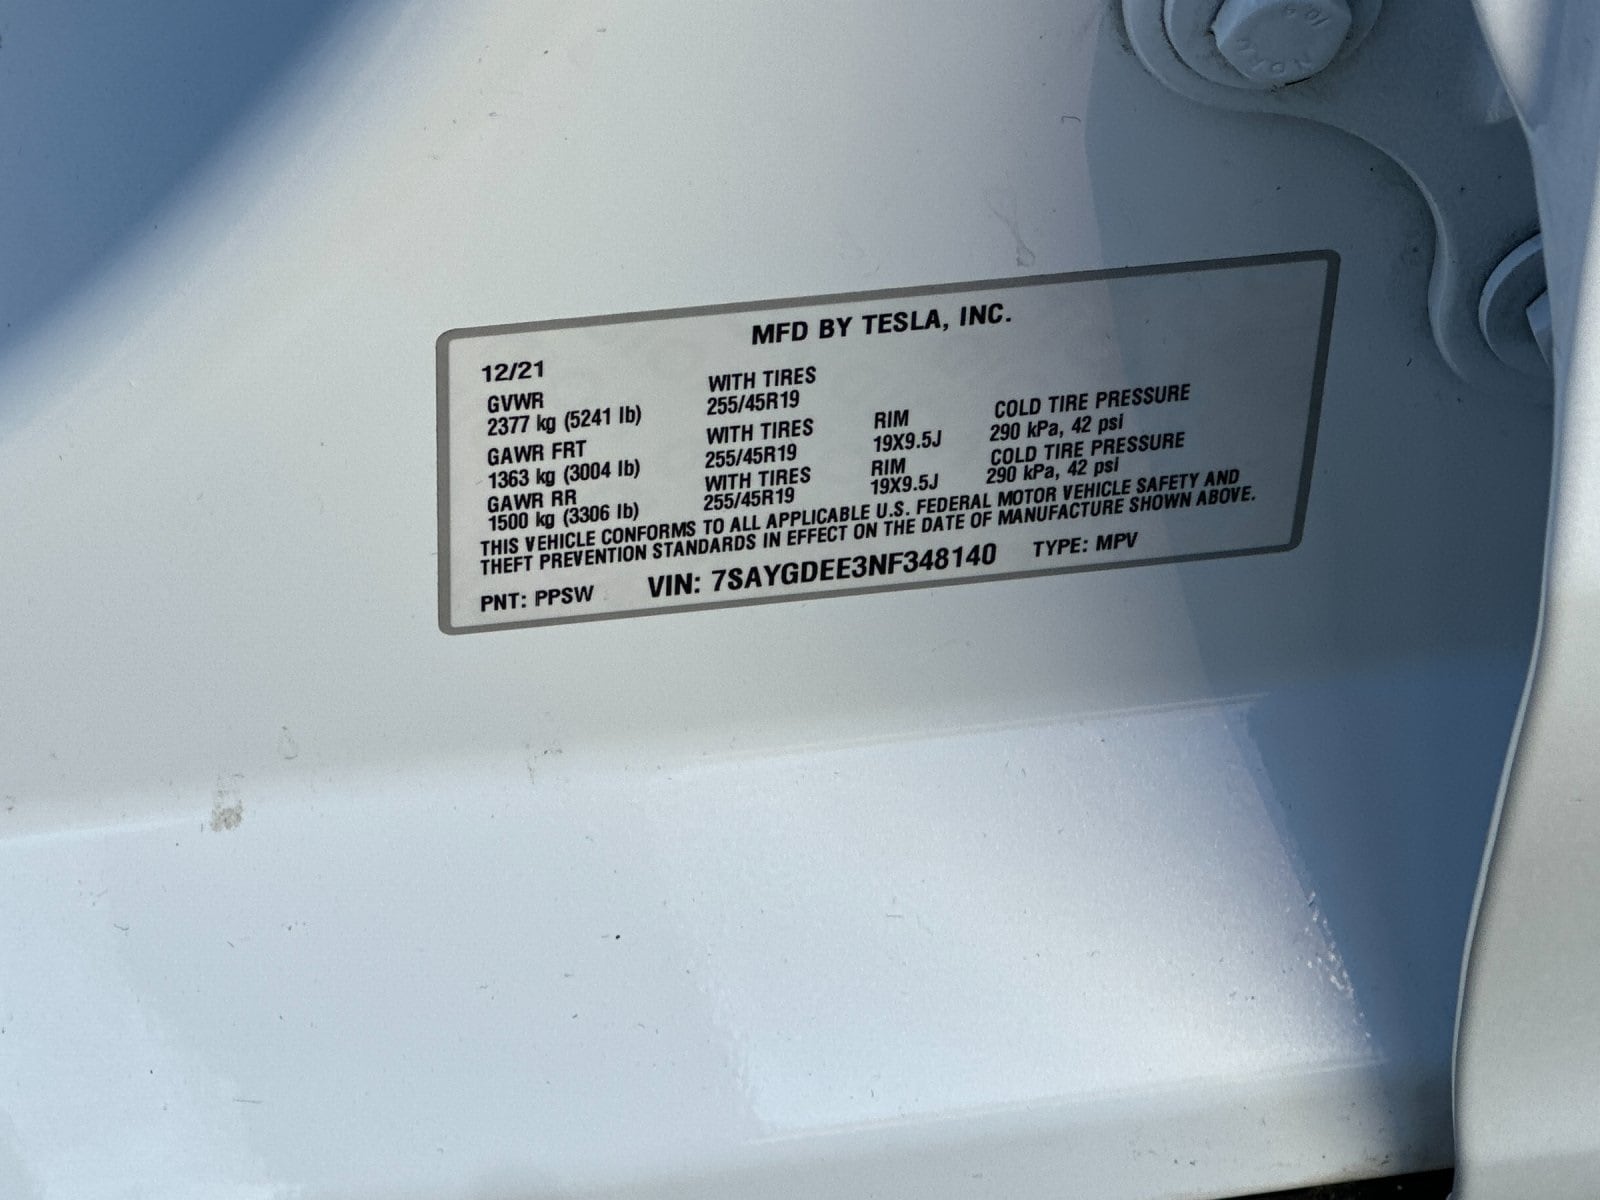 MFD BY TESLA, INC.
12/21
GVWR
2377 kg (5241 lb)
WITH TIRES
255/45R19
GAWR FRT
1363 kg (3004 lb)
WITH TIRES
255/45R19
RIM
19X9.5J
COLD TIRE PRESSURE
290 kPa, 42 psi
GAWR RR
1500 kg (3306 lb)
WITH TIRES
255/45R19
RIM
19X9.5J
COLD TIRE PRESSURE
290 kPa, 42 psi
THIS VEHICLE CONFORMS TO ALL APPLICABLE U.S. FEDERAL MOTOR VEHICLE SAFETY AND
THEFT PREVENTION STANDARDS IN EFFECT ON THE DATE OF MANUFACTURE SHOWN ABOVE.
PNT: PPSW VIN: 7SAYGDEE3NF348140 TYPE: MPV
10.9